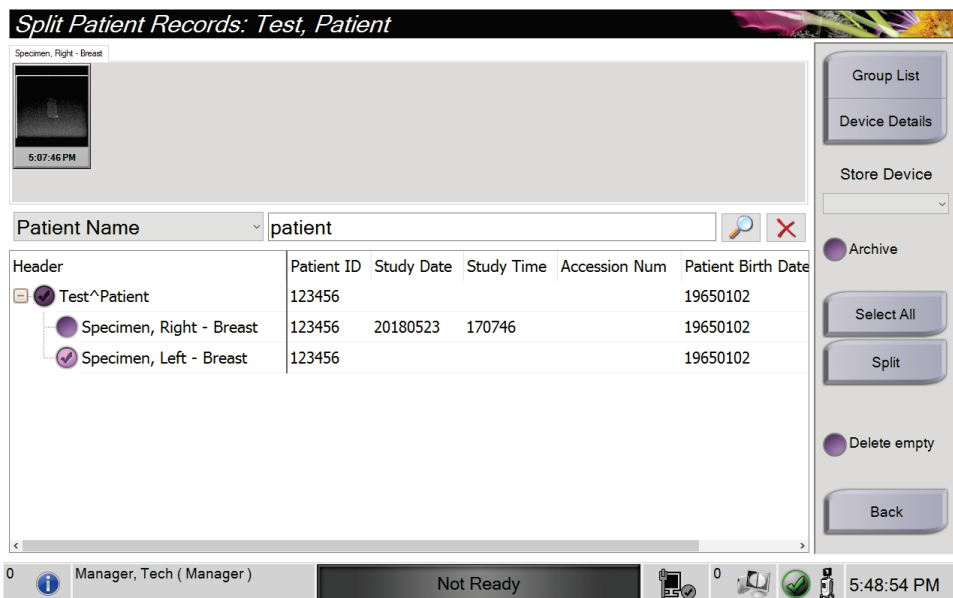 Split Patient Records: Test, Patient
Specimen, Right - Breast
5:07:46 PM
Group List
Device Details
Store Device
Patient Name patient
Archive
Header Patient ID Study Date Study Time Accession Num Patient Birth Date
Test^Patient 123456 19650102
Select All
Specimen, Right - Breast 123456 20180523 170746 19650102
Specimen, Left - Breast 123456 19650102
Split
Delete empty
Back
0 Manager, Tech ( Manager ) Not Ready 0 5:48:54 PM